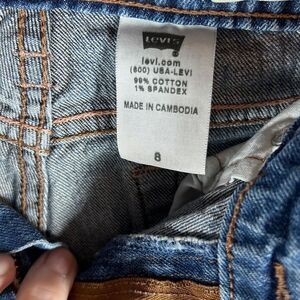 Levi's
levi.com
(800) USA-LEVI
99% COTTON
1% SPANDEX
MADE IN CAMBODIA
8